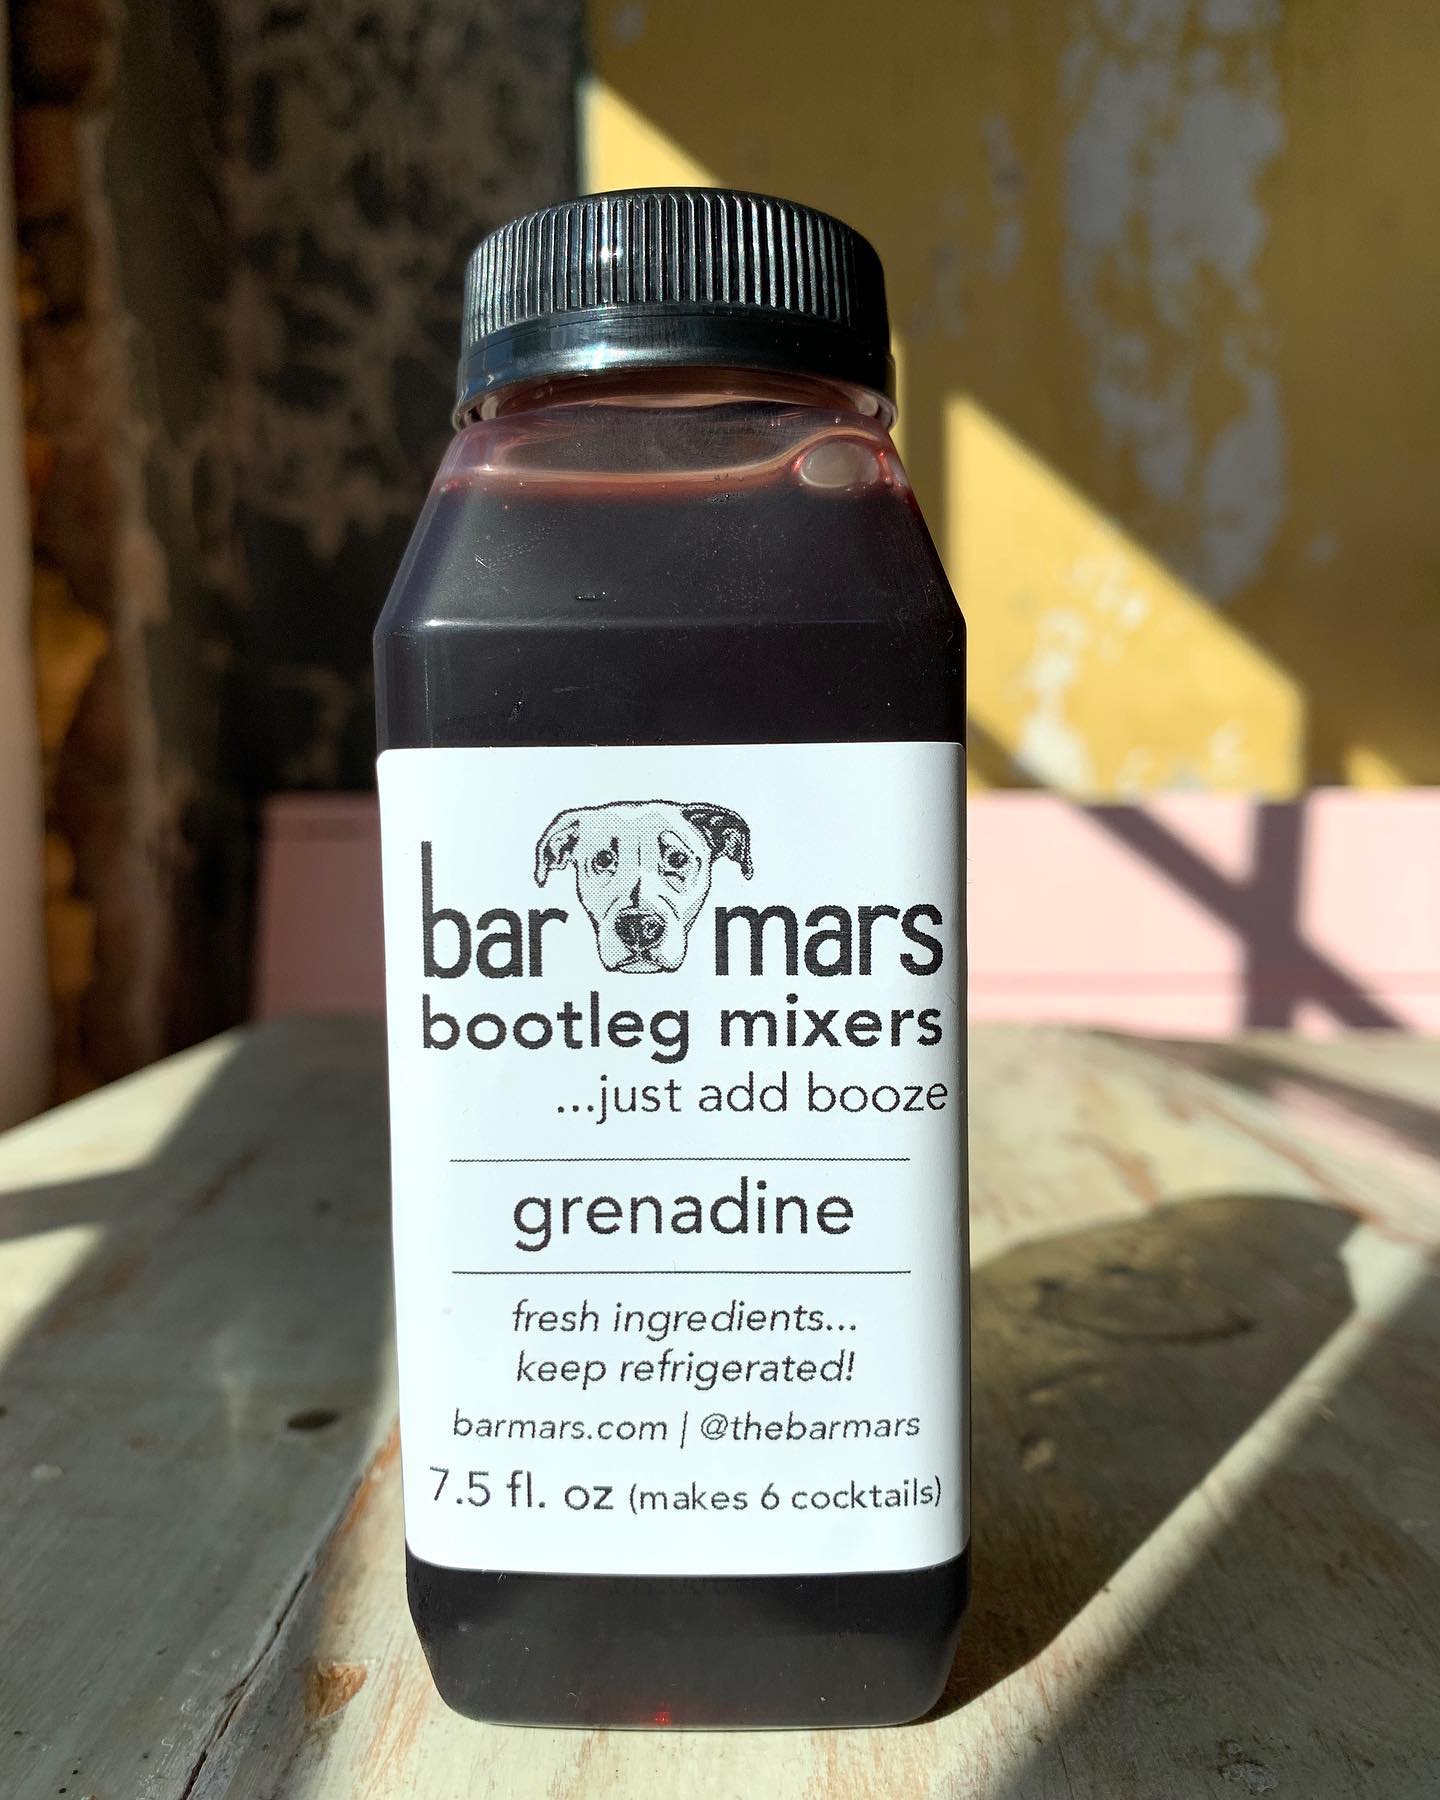 bar mars
bootleg mixers
...just add booze
grenadine
fresh ingredients...
keep refrigerated!
barmars.com | @thebarmars
7.5 fl. oz (makes 6 cocktails)